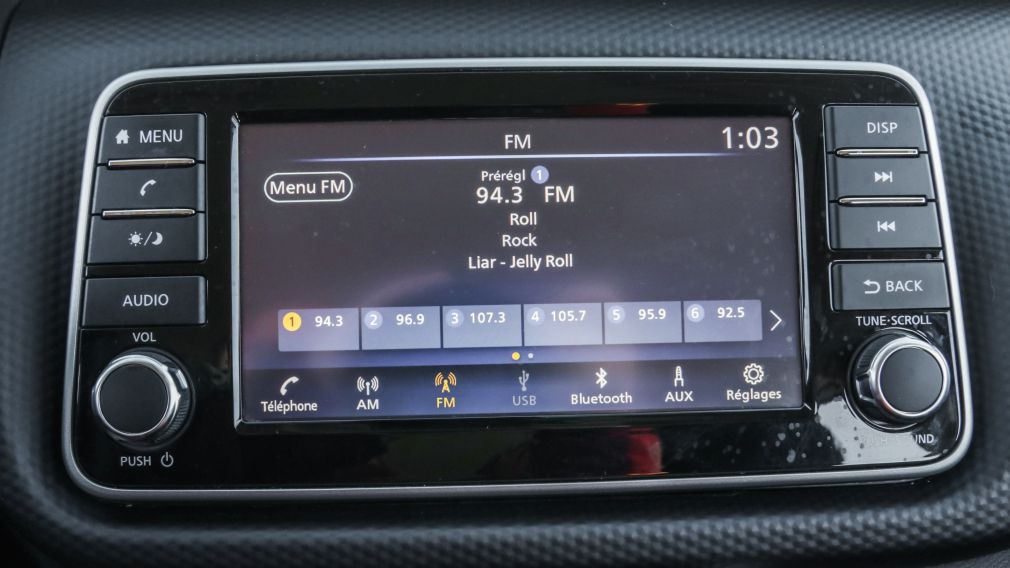 MENU
AUDIO
VOL
PUSH
FM
1:03
Menu FM
Prérégl 1
94.3 FM
Roll
Rock
Liar - Jelly Roll
1 94.3 2 96.9 3 107.3 4 105.7 5 95.9 6 92.5
Téléphone AM FM USB Bluetooth AUX Réglages
DISP
BACK
TUNE·SCROLL
PUSH SOUND